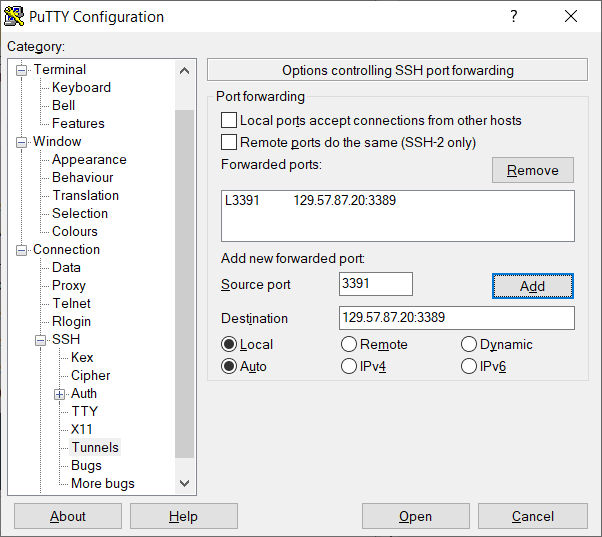 PuTTY Configuration
?
Category:
Terminal
Keyboard
Bell
Features
Window
Appearance
Behaviour
Translation
Selection
Colours
Connection
Data
Proxy
Telnet
Rlogin
SSH
Kex
Cipher
Auth
TTY
X11
Tunnels
Bugs
More bugs
Options controlling SSH port forwarding
Port forwarding
Local ports accept connections from other hosts
Remote ports do the same (SSH-2 only)
Forwarded ports:
Remove
L3391 129.57.87.20:3389
Add new forwarded port:
Source port 3391 Add
Destination 129.57.87.20:3389
Local Remote Dynamic
Auto IPv4 IPv6
About Help Open Cancel